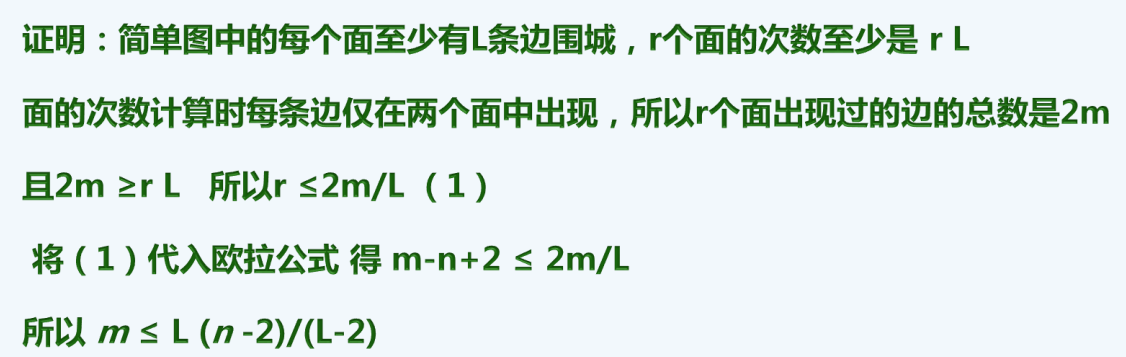 证明：简单图中的每个面至少有L条边围城，r个面的次数至少是 r L
面的次数计算时每条边仅在两个面中出现，所以r个面出现过的边的总数是2m
且2m ≥r L 所以r ≤2m/L （1）
将（1）代入欧拉公式 得 m-n+2 ≤ 2m/L
所以 m ≤ L (n -2)/(L-2)